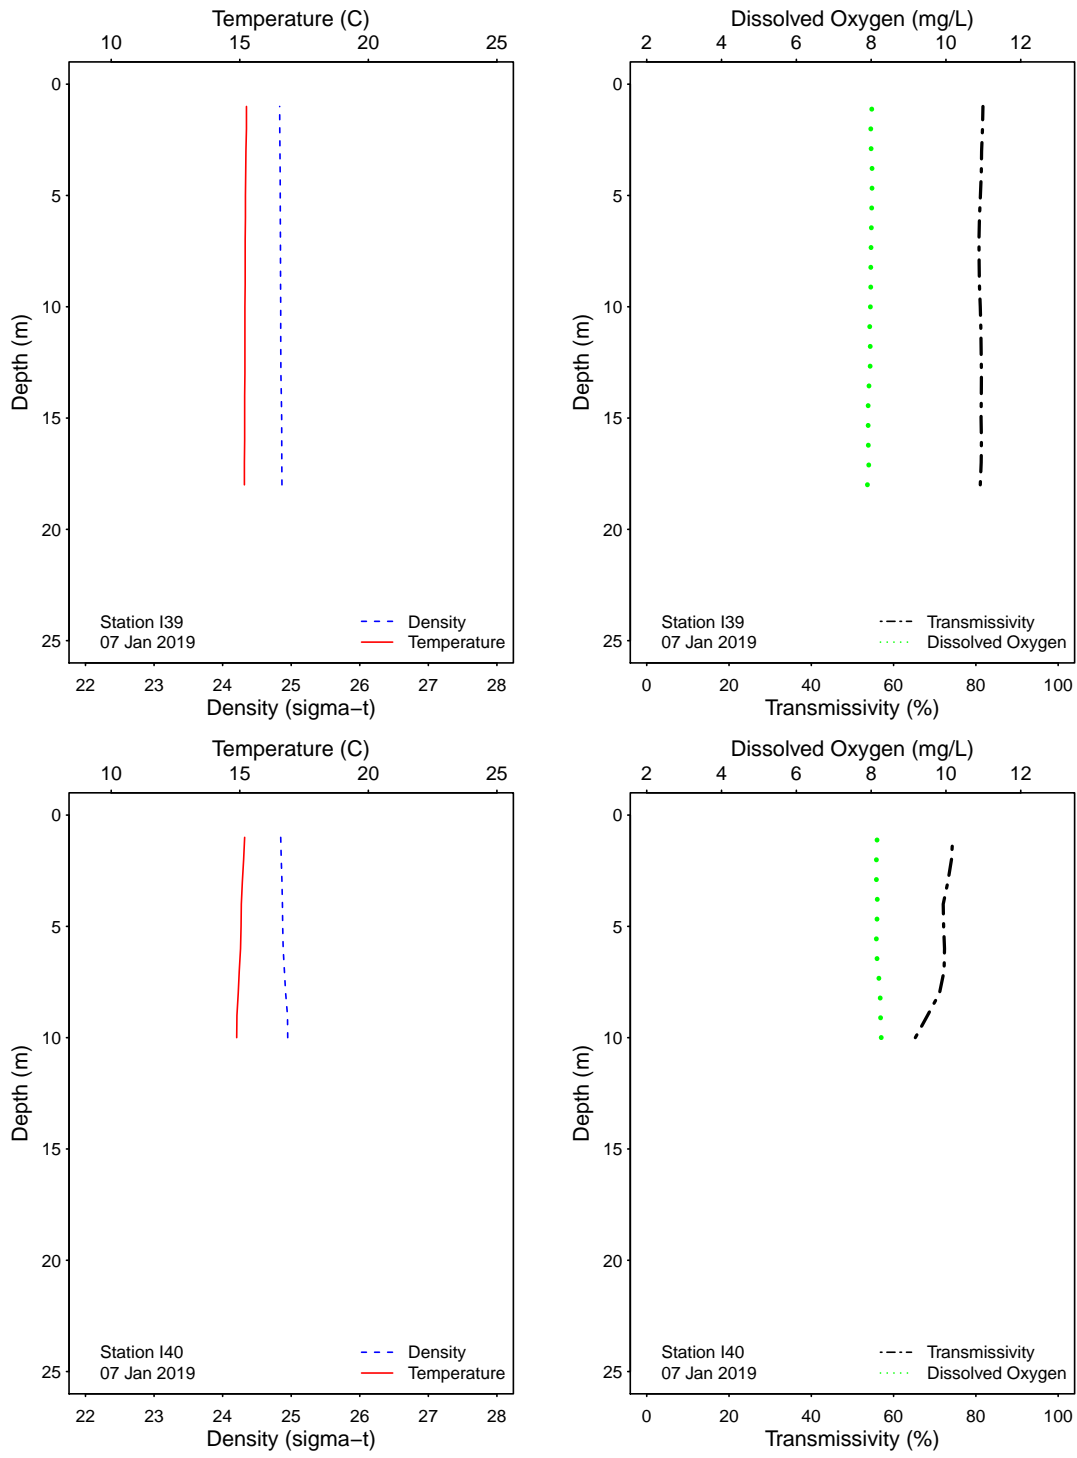 Temperature (C)
10 15 20 25
0
5
10
15
20
25
Depth (m)
Station I39
07 Jan 2019
Density
Temperature
22 23 24 25 26 27 28
Density (sigma−t)
Dissolved Oxygen (mg/L)
2 4 6 8 10 12
0
5
10
15
20
25
Depth (m)
Station I39
07 Jan 2019
Transmissivity
Dissolved Oxygen
0 20 40 60 80 100
Transmissivity (%)
Temperature (C)
10 15 20 25
0
5
10
15
20
25
Depth (m)
Station I40
07 Jan 2019
Density
Temperature
22 23 24 25 26 27 28
Density (sigma−t)
Dissolved Oxygen (mg/L)
2 4 6 8 10 12
0
5
10
15
20
25
Depth (m)
Station I40
07 Jan 2019
Transmissivity
Dissolved Oxygen
0 20 40 60 80 100
Transmissivity (%)